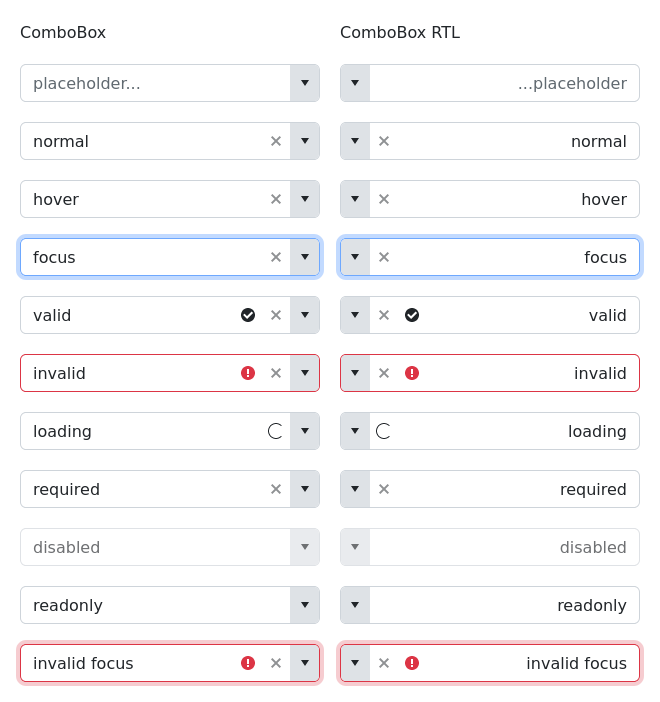 ComboBox ComboBox RTL
placeholder... ...placeholder
normal normal
hover hover
focus focus
valid valid
invalid invalid
loading loading
required required
disabled disabled
readonly readonly
invalid focus invalid focus